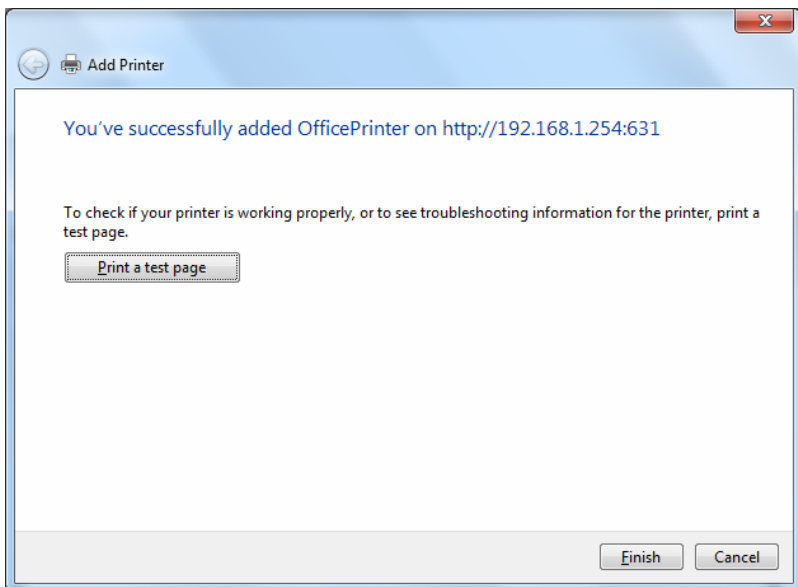 Add Printer
You've successfully added OfficePrinter on http://192.168.1.254:631
To check if your printer is working properly, or to see troubleshooting information for the printer, print a
test page.
Print a test page
Finish Cancel